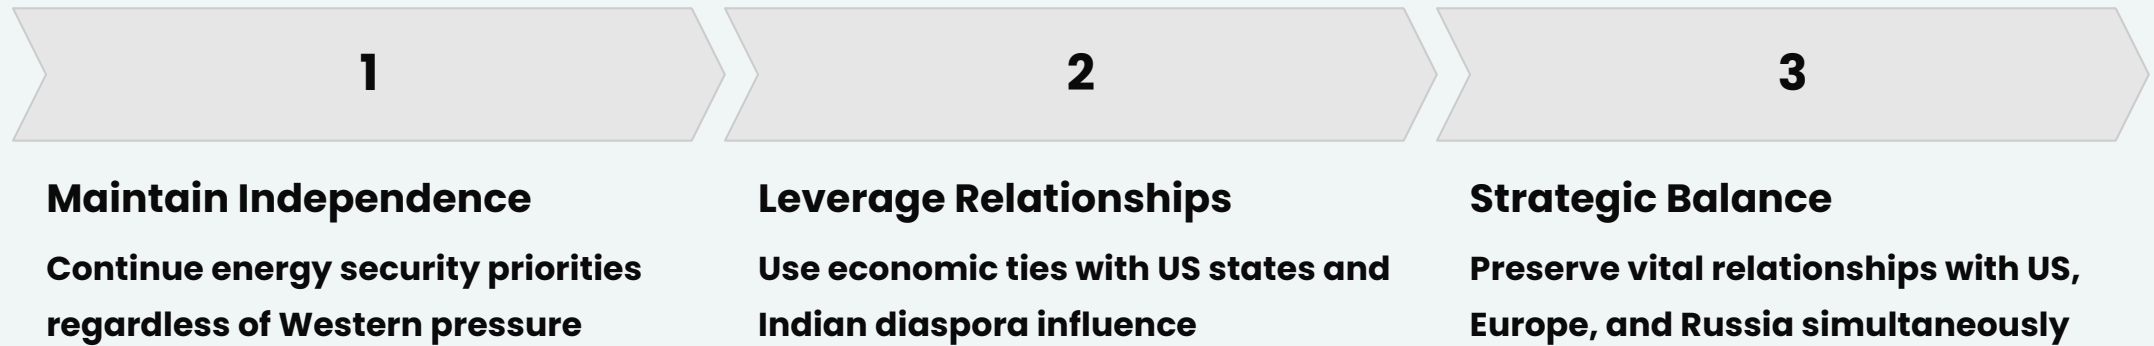 1
Maintain Independence
Continue energy security priorities
regardless of Western pressure
2
Leverage Relationships
Use economic ties with US states and
Indian diaspora influence
3
Strategic Balance
Preserve vital relationships with US,
Europe, and Russia simultaneously